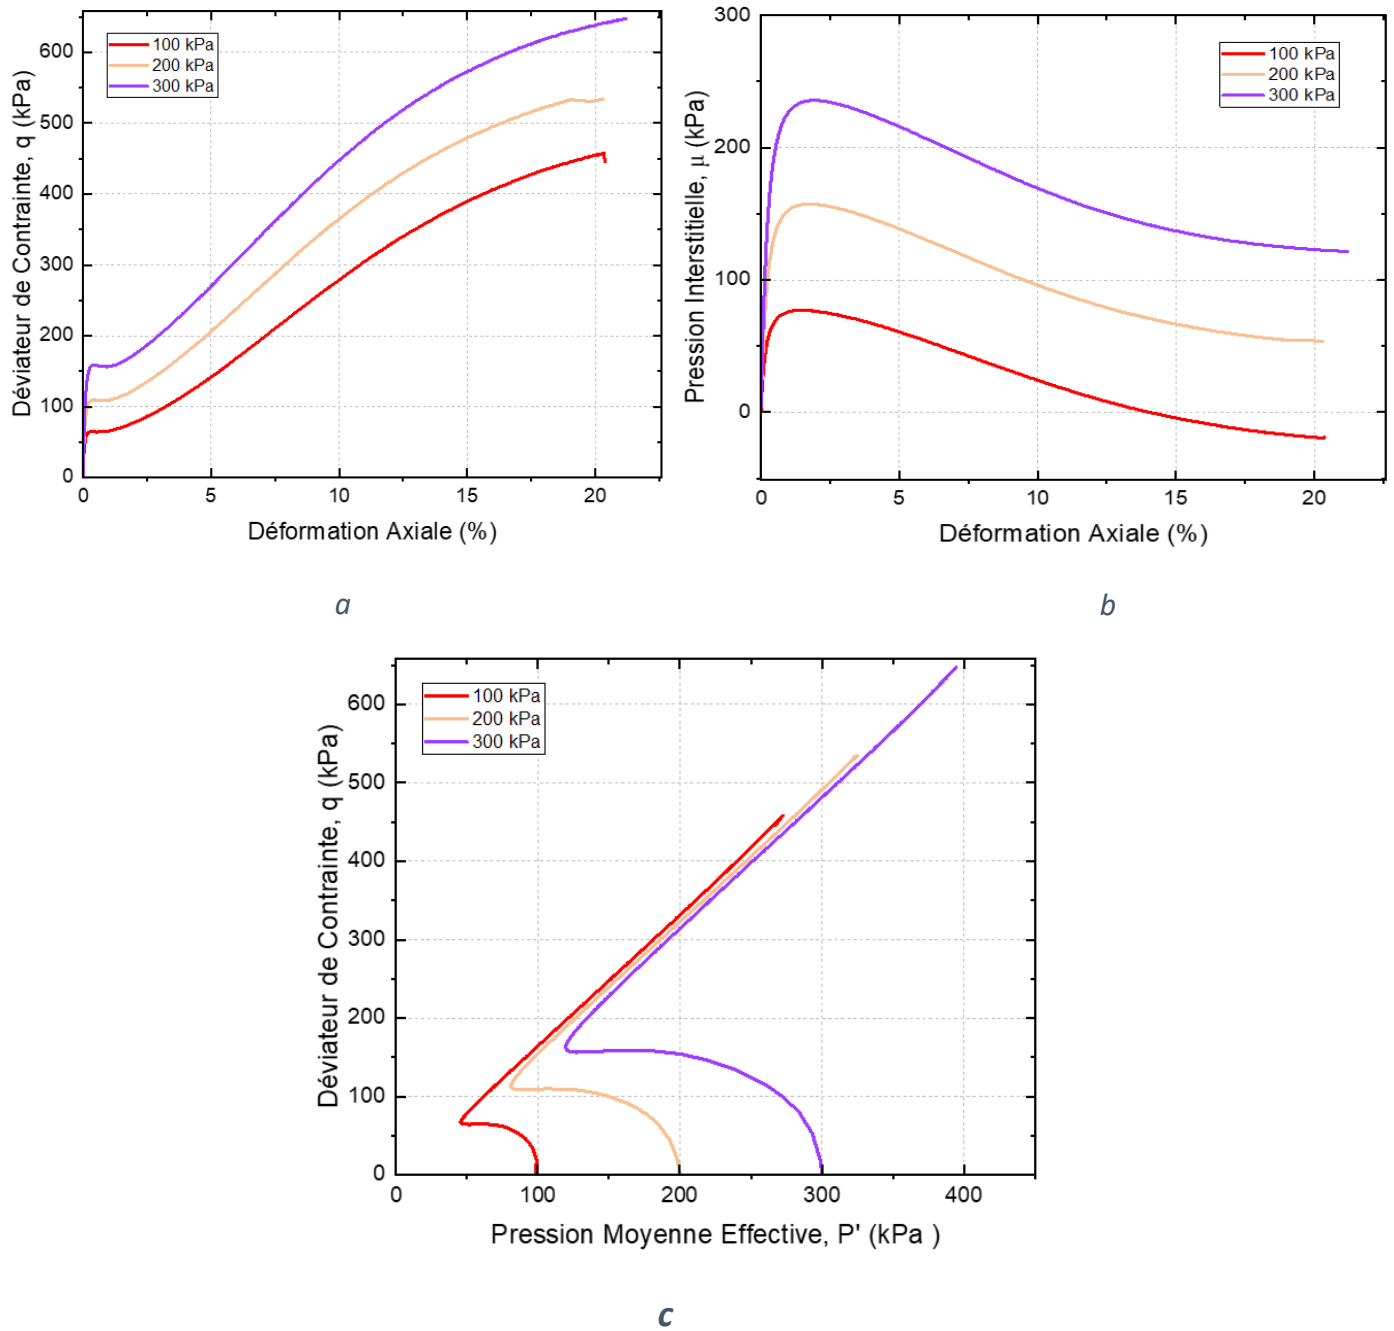 600
500
400
300
200
100
0
Déviateur de Contrainte, q (kPa)
100 kPa
200 kPa
300 kPa
0 5 10 15 20
Déformation Axiale (%)
a
300
200
100
0
Pression Interstitielle, μ (kPa)
100 kPa
200 kPa
300 kPa
0 5 10 15 20
Déformation Axiale (%)
b
600
500
400
300
200
100
0
Déviateur de Contrainte, q (kPa)
100 kPa
200 kPa
300 kPa
0 100 200 300 400
Pression Moyenne Effective, P' (kPa )
c